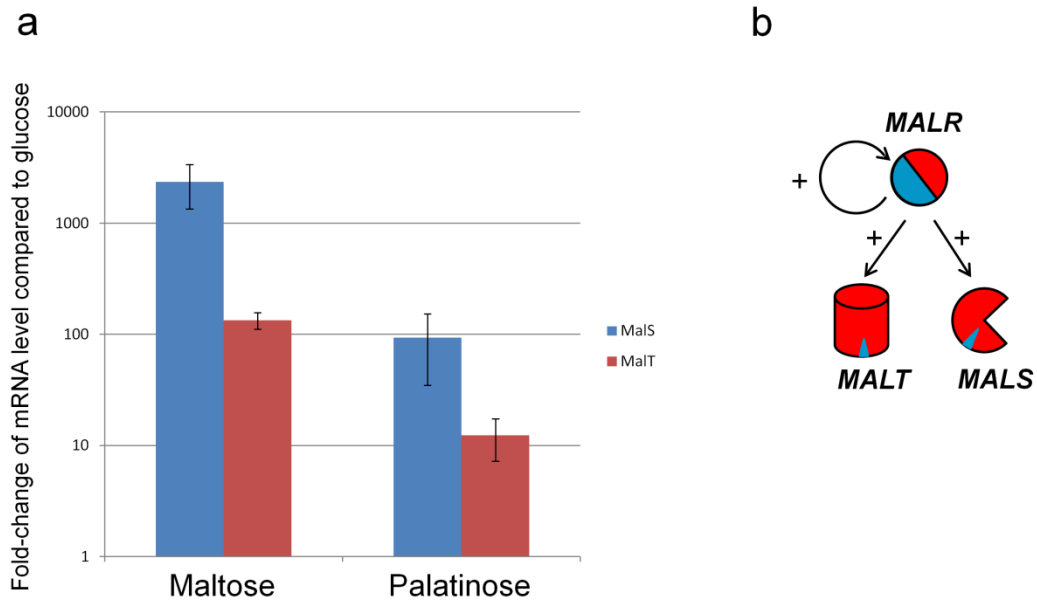 a
Fold-change of mRNA level compared to glucose
10000
1000
100
10
1
Maltose
Palatinose
MalS
MalT
b
MALR
+
+
+
MALT
MALS